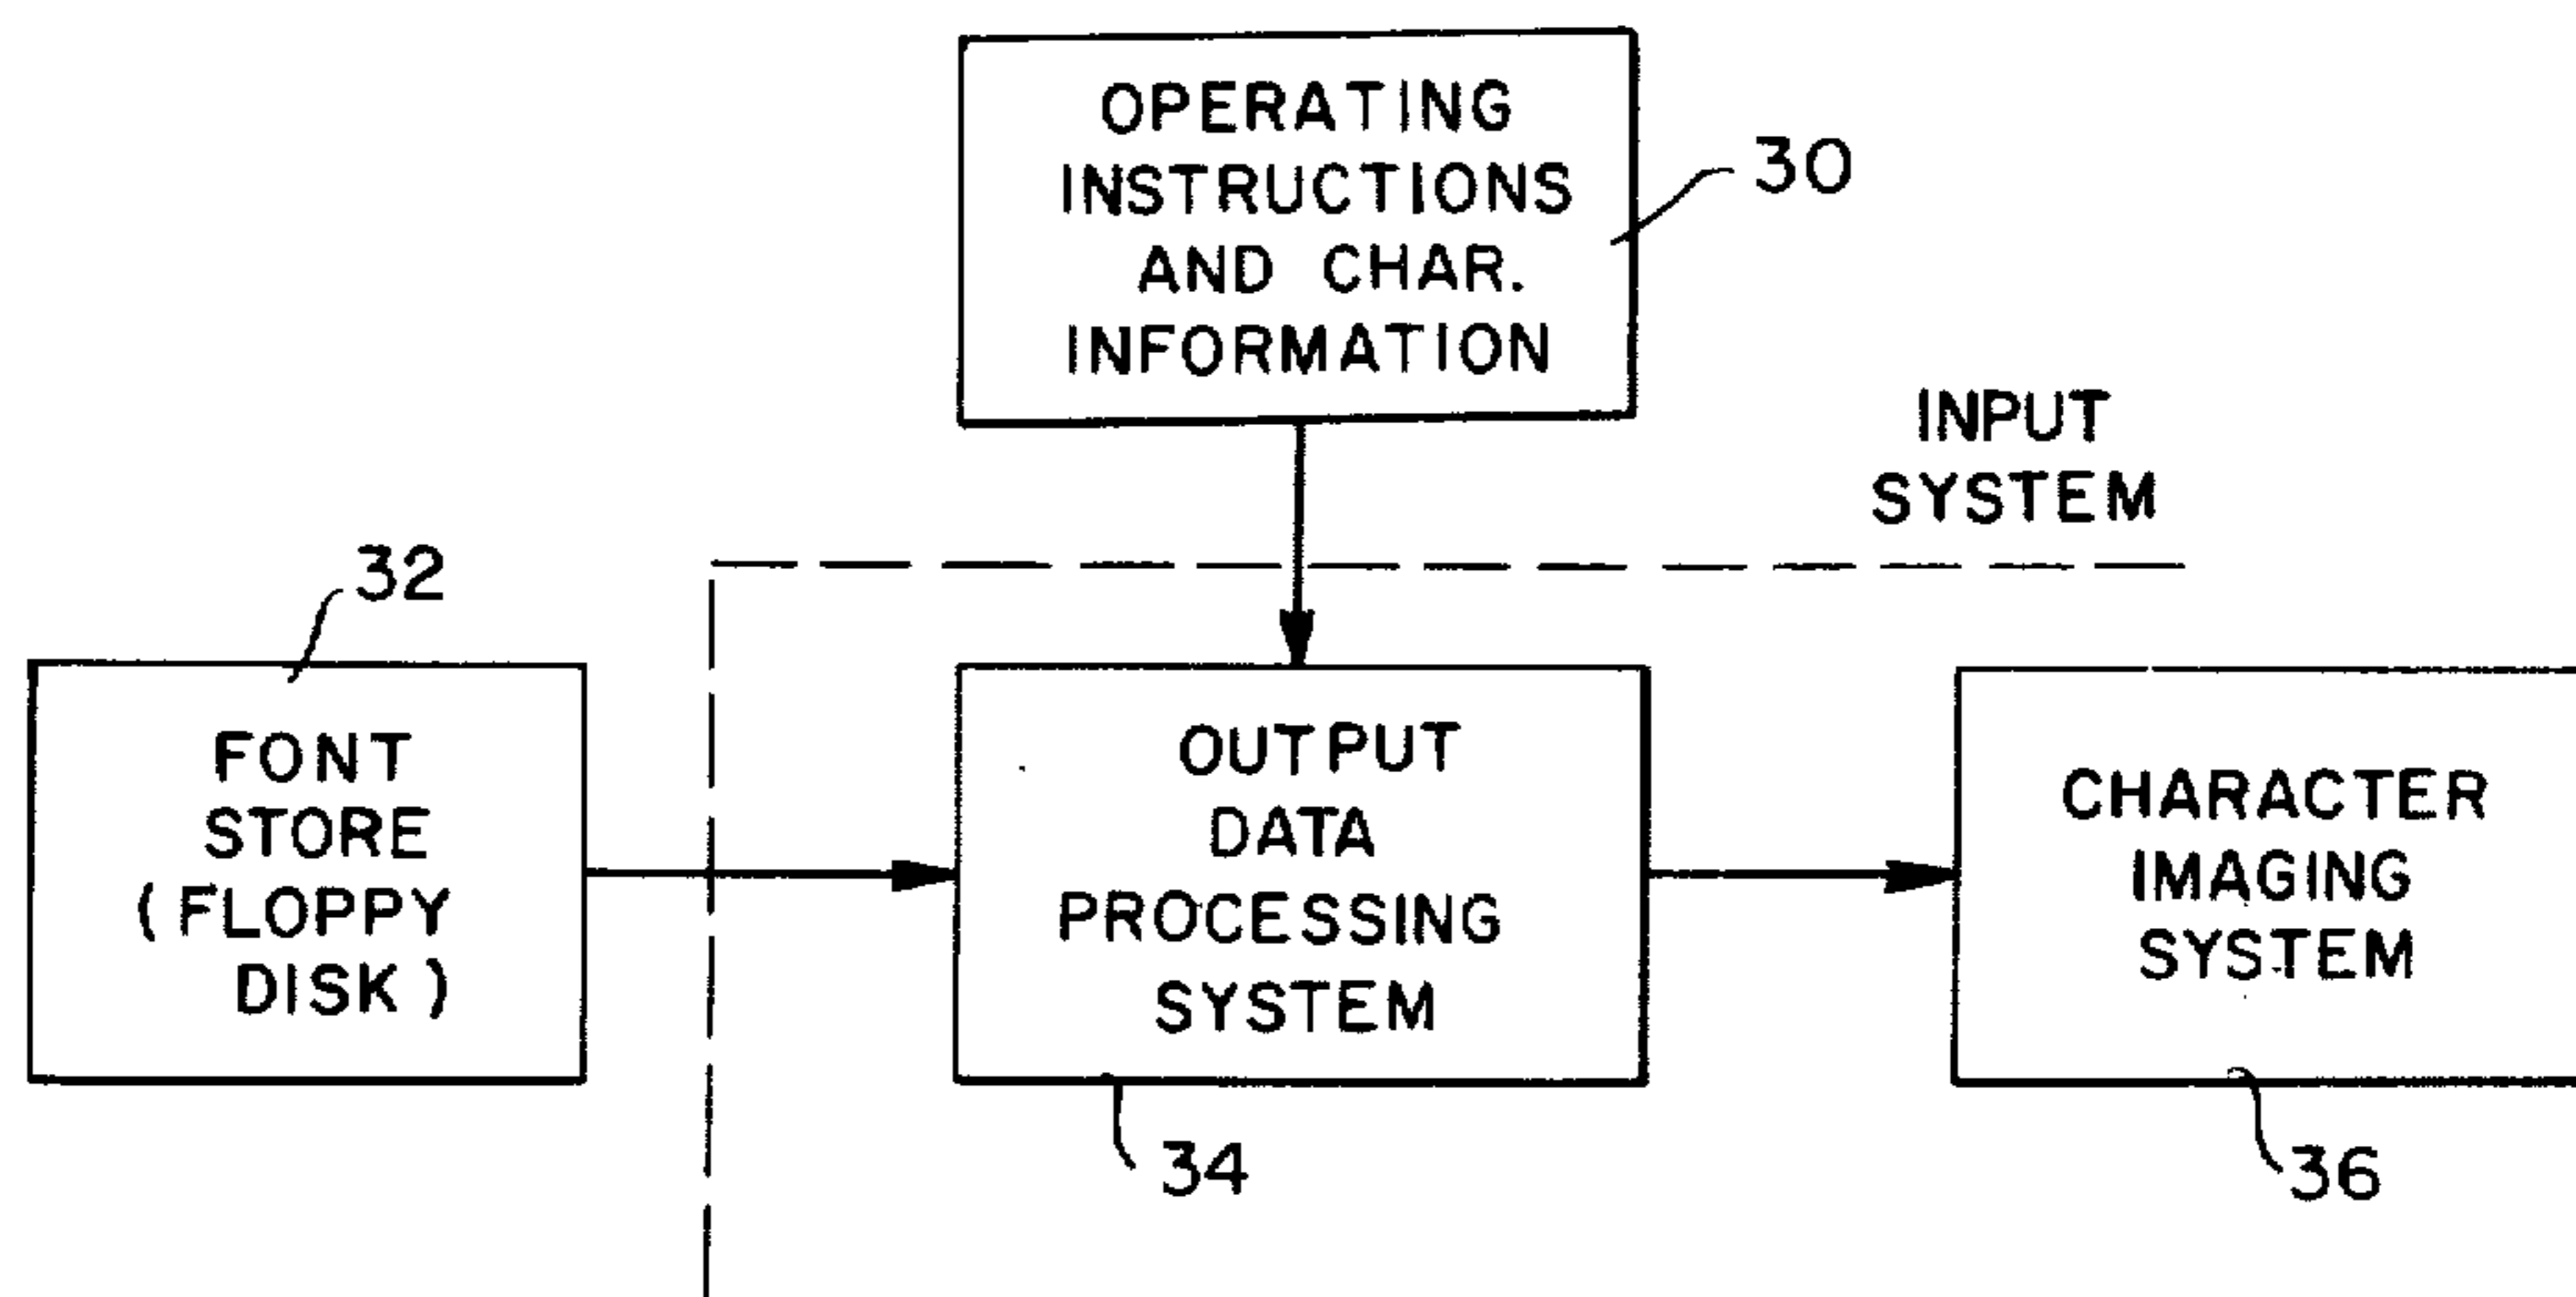 OPERATING
INSTRUCTIONS
AND CHAR.
INFORMATION
30
INPUT
SYSTEM
32
FONT
STORE
(FLOPPY
DISK)
OUTPUT
DATA
PROCESSING
SYSTEM
34
CHARACTER
IMAGING
SYSTEM
36